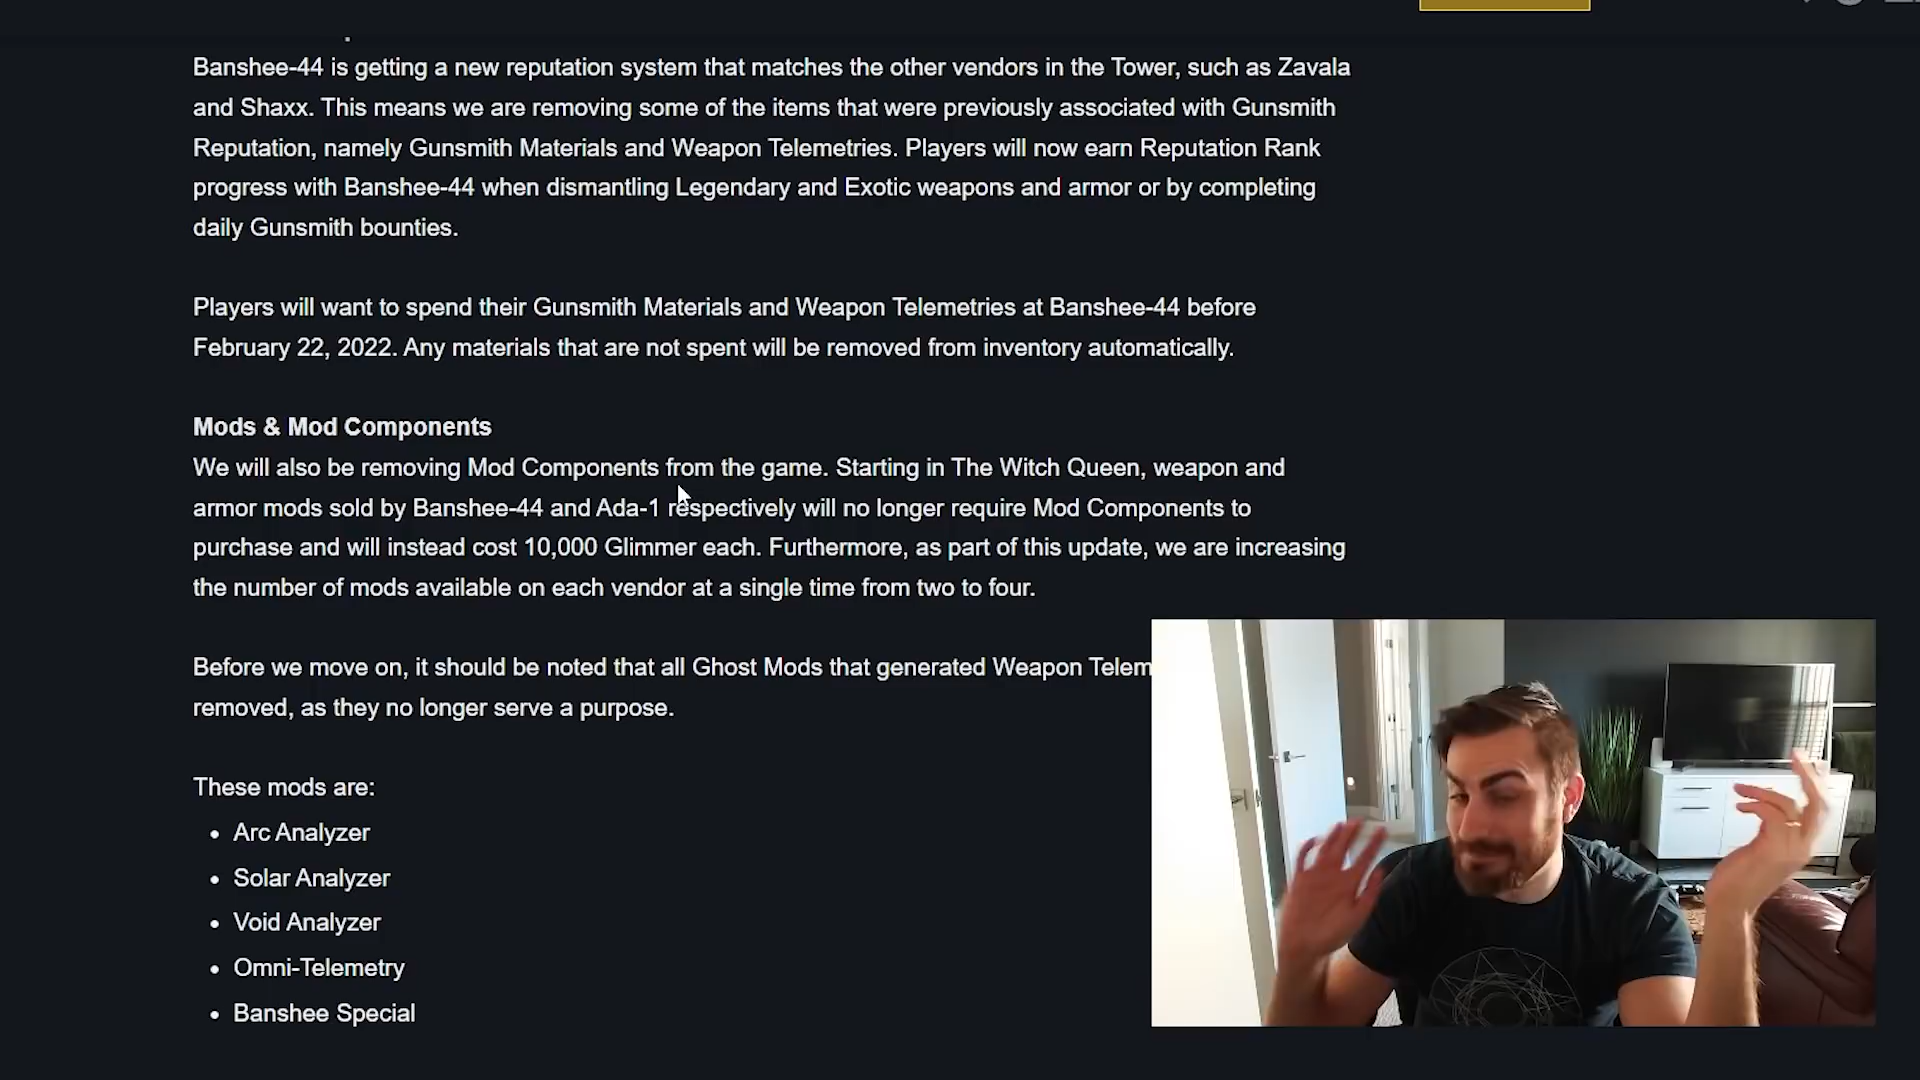 Banshee-44 is getting a new reputation system that matches the other vendors in the Tower, such as Zavala
and Shaxx. This means we are removing some of the items that were previously associated with Gunsmith
Reputation, namely Gunsmith Materials and Weapon Telemetries. Players will now earn Reputation Rank
progress with Banshee-44 when dismantling Legendary and Exotic weapons and armor or by completing
daily Gunsmith bounties.
Players will want to spend their Gunsmith Materials and Weapon Telemetries at Banshee-44 before
February 22, 2022. Any materials that are not spent will be removed from inventory automatically.
Mods & Mod Components
We will also be removing Mod Components from the game. Starting in The Witch Queen, weapon and
armor mods sold by Banshee-44 and Ada-1 respectively will no longer require Mod Components to
purchase and will instead cost 10,000 Glimmer each. Furthermore, as part of this update, we are increasing
the number of mods available on each vendor at a single time from two to four.
Before we move on, it should be noted that all Ghost Mods that generated Weapon Telem
removed, as they no longer serve a purpose.
These mods are:
• Arc Analyzer
• Solar Analyzer
• Void Analyzer
• Omni-Telemetry
• Banshee Special